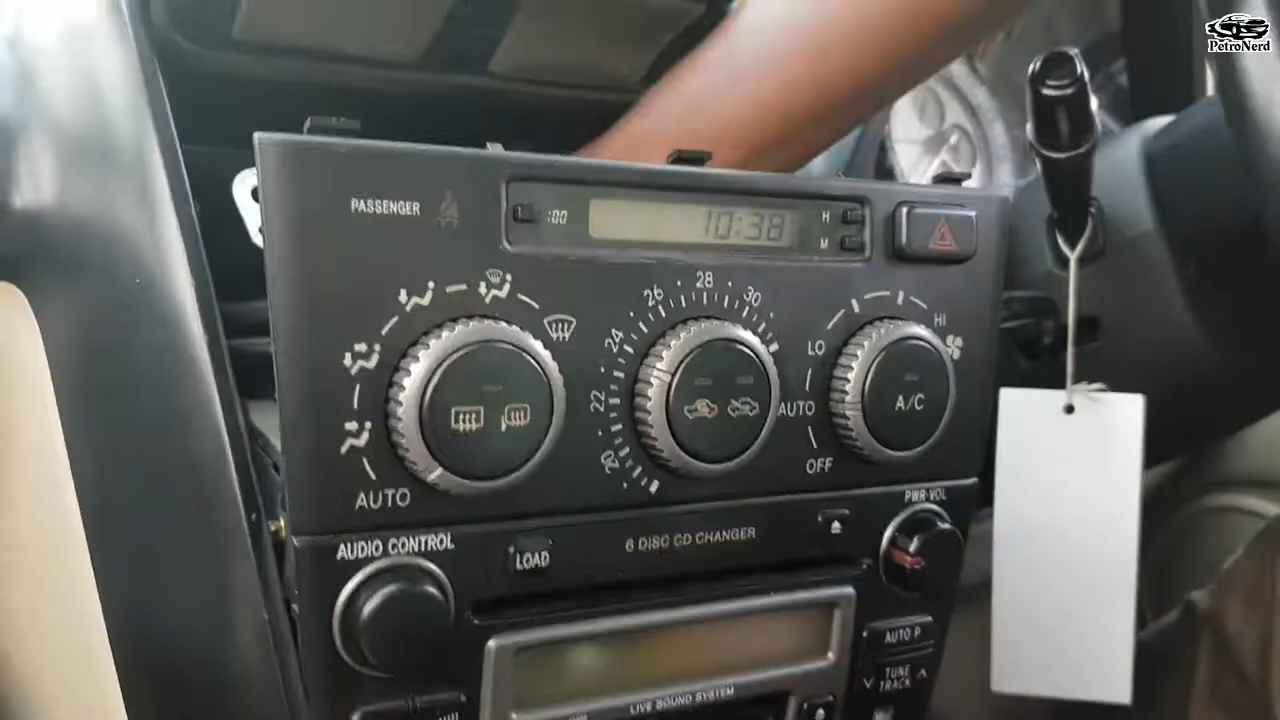 PetroNerd
PASSENGER
:00
10:38
H
M
20 22 24 26 28 30
LO
HI
AUTO
OFF
A/C
AUTO
AUDIO CONTROL
LOAD
6 DISC CD CHANGER
PWR·VOL
AUTO P
TUNE
TRACK
LIVE SOUND SYSTEM